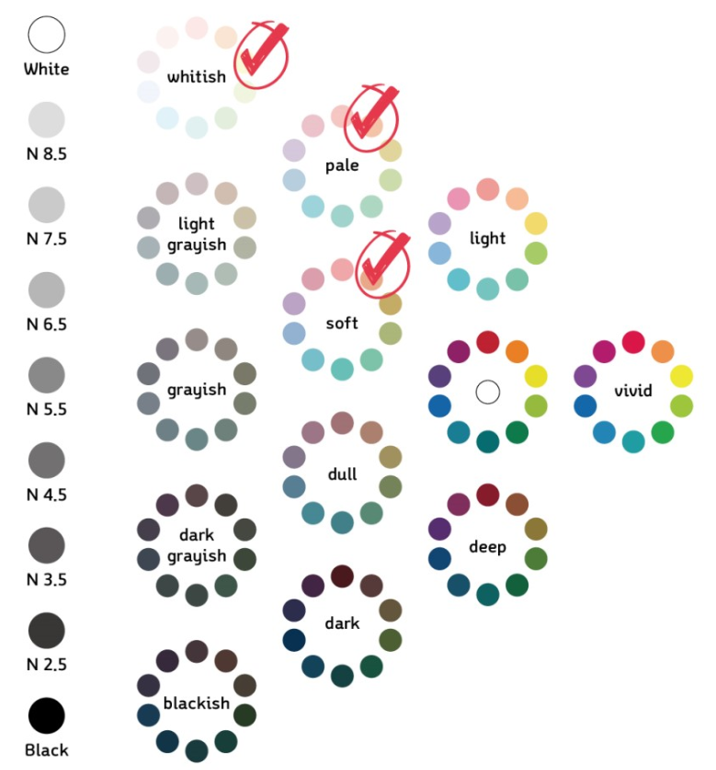 White
N 8.5
N 7.5
N 6.5
N 5.5
N 4.5
N 3.5
N 2.5
Black
whitish
light
grayish
grayish
dark
grayish
blackish
pale
soft
dull
dark
light
deep
vivid